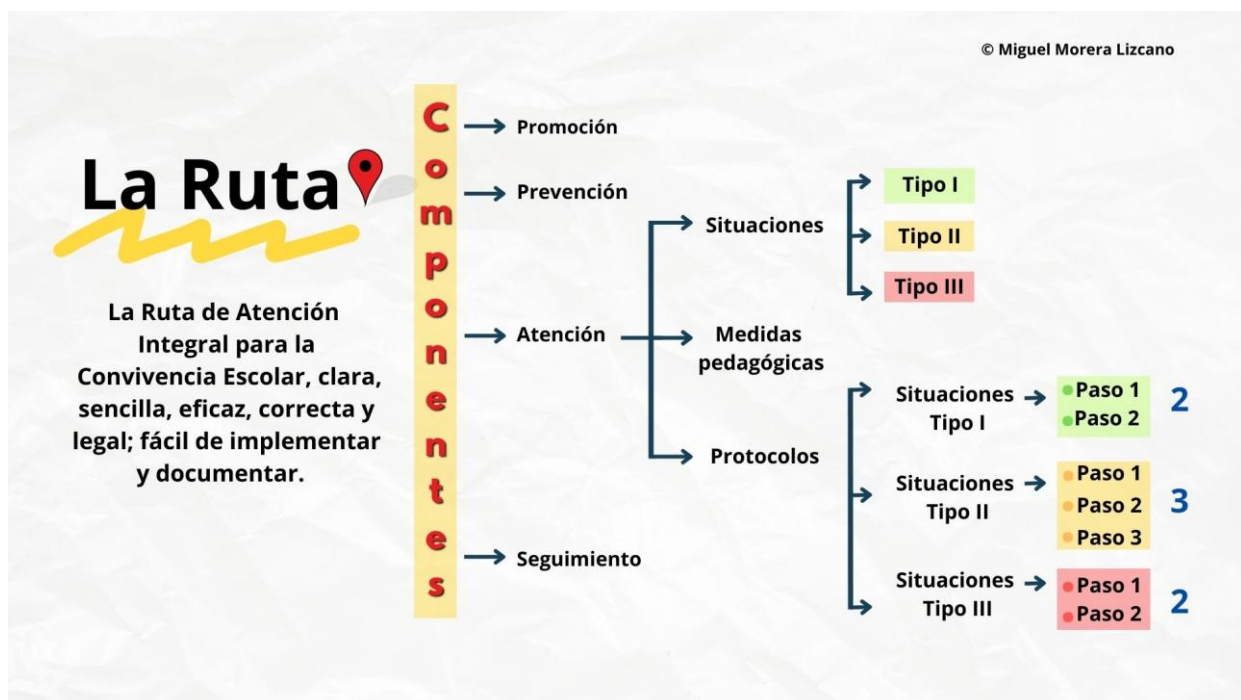 © Miguel Morera Lizcano
La Ruta
La Ruta de Atención
Integral para la
Convivencia Escolar, clara,
sencilla, eficaz, correcta y
legal; fácil de implementar
y documentar.
Componentes
Promoción
Prevención
Atención
Seguimiento
Situaciones
Tipo I
Tipo II
Tipo III
Medidas
pedagógicas
Protocolos
Situaciones
Tipo I
Paso 1
Paso 2
2
Situaciones
Tipo II
Paso 1
Paso 2
Paso 3
3
Situaciones
Tipo III
Paso 1
Paso 2
2